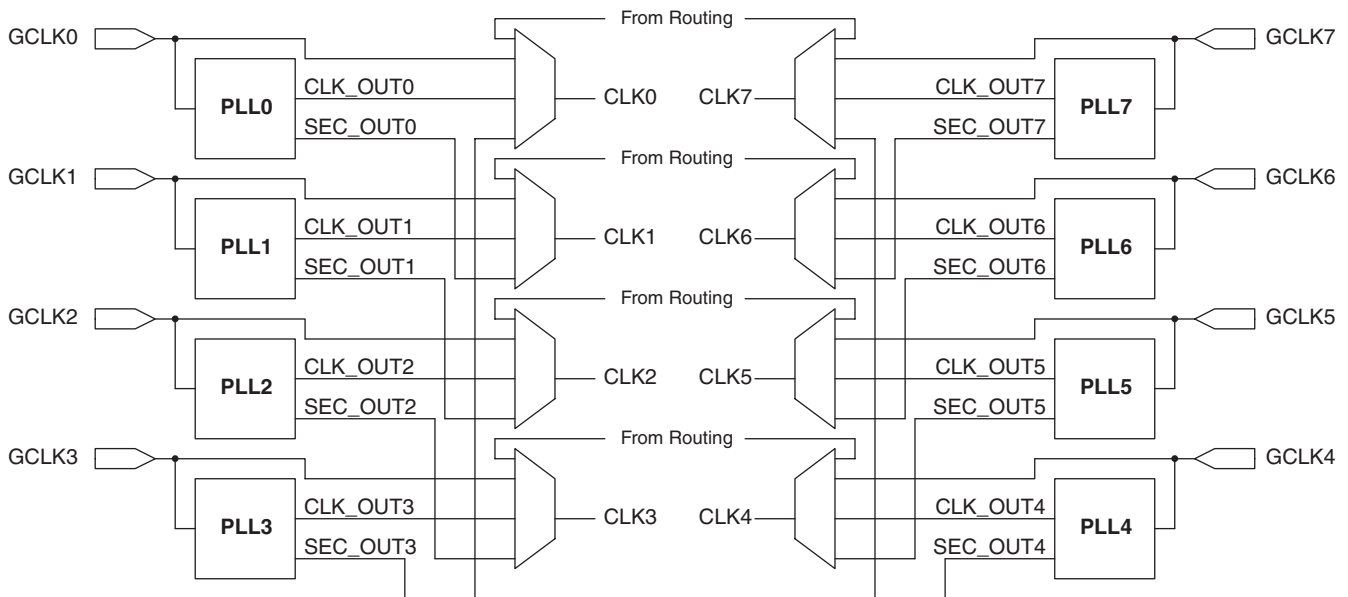 From Routing
GCLK0 GCLK7
CLK_OUT0 CLK_OUT7
PLL0 CLK0 CLK7 PLL7
SEC_OUT0 SEC_OUT7
From Routing
GCLK1 GCLK6
CLK_OUT1 CLK_OUT6
PLL1 CLK1 CLK6 PLL6
SEC_OUT1 SEC_OUT6
From Routing
GCLK2 GCLK5
CLK_OUT2 CLK_OUT5
PLL2 CLK2 CLK5 PLL5
SEC_OUT2 SEC_OUT5
From Routing
GCLK3 GCLK4
CLK_OUT3 CLK_OUT4
PLL3 CLK3 CLK4 PLL4
SEC_OUT3 SEC_OUT4